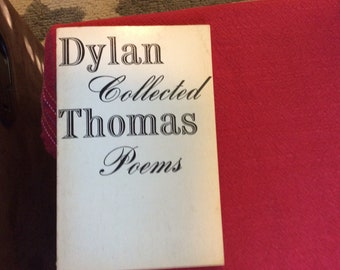 Dylan
Collected
Thomas
Poems